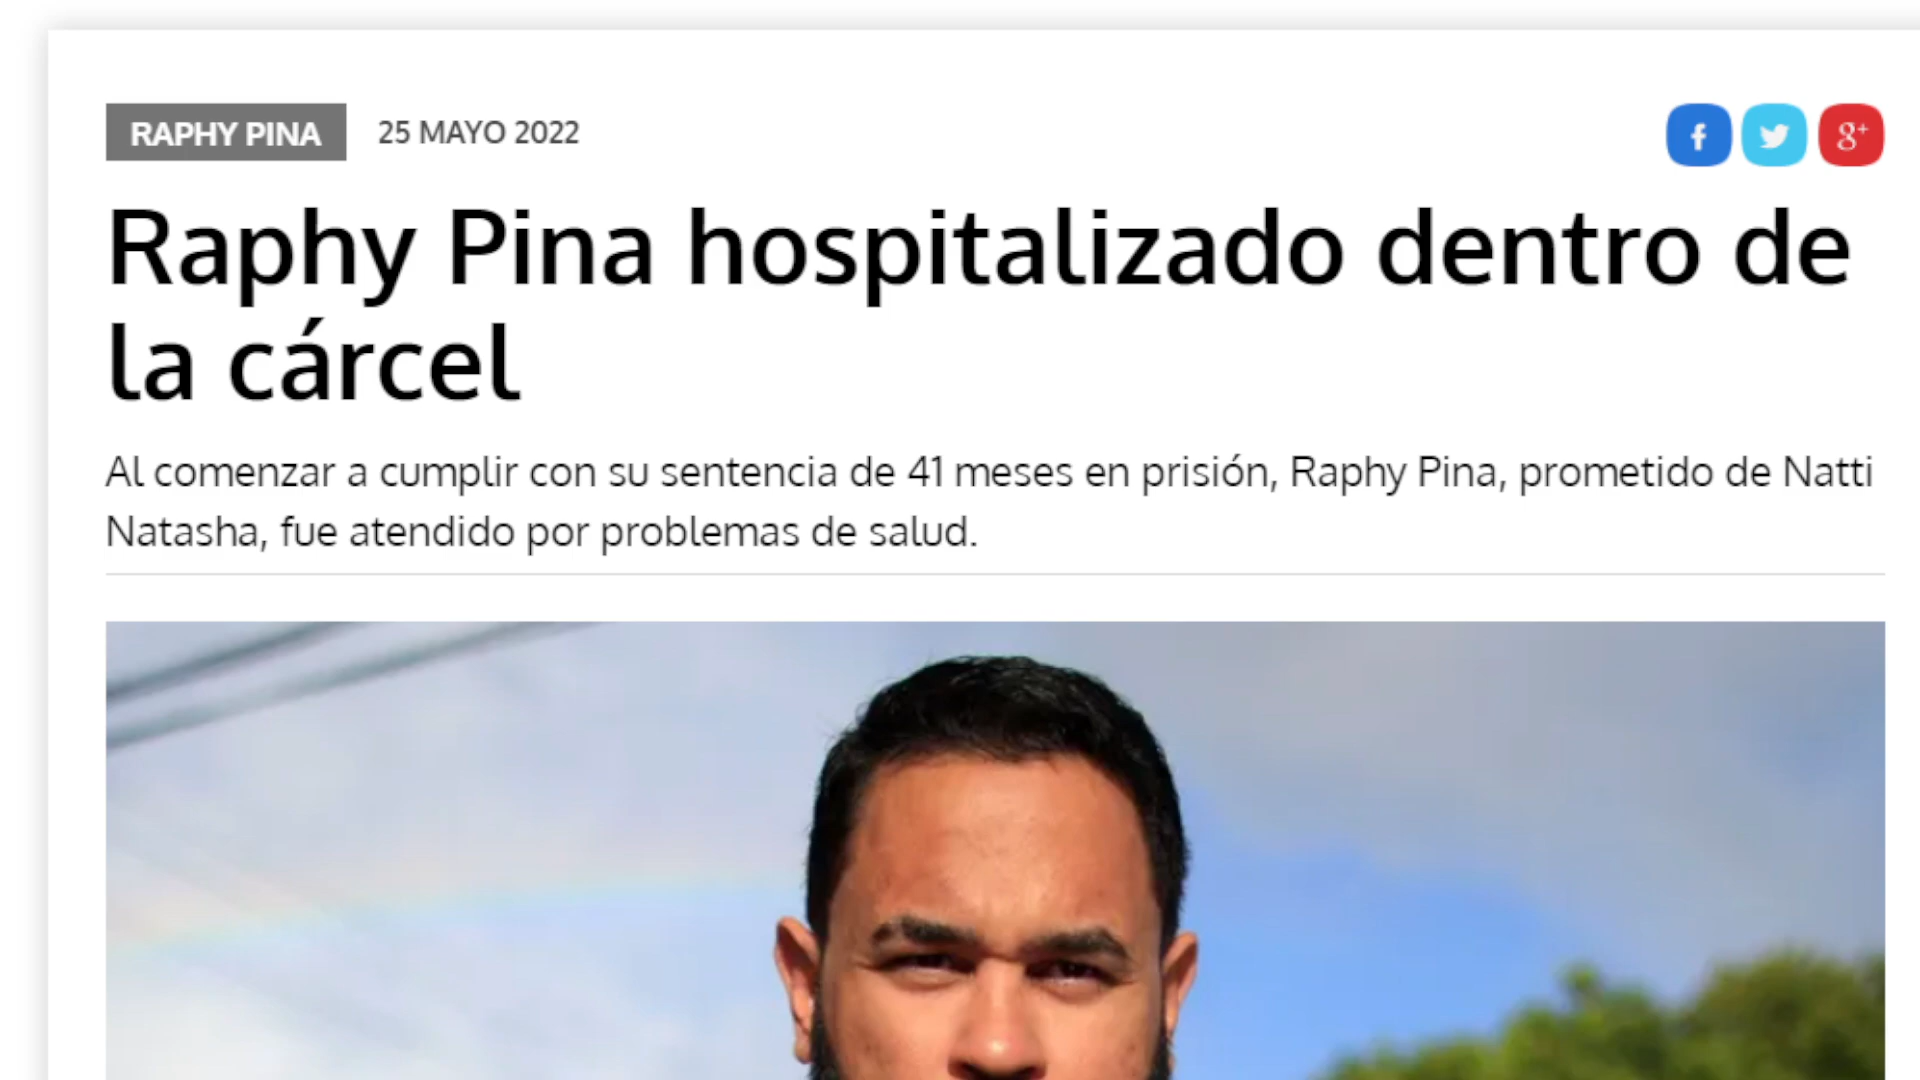 RAPHY PINA 25 MAYO 2022
Raphy Pina hospitalizado dentro de
la cárcel
Al comenzar a cumplir con su sentencia de 41 meses en prisión, Raphy Pina, prometido de Natti
Natasha, fue atendido por problemas de salud.